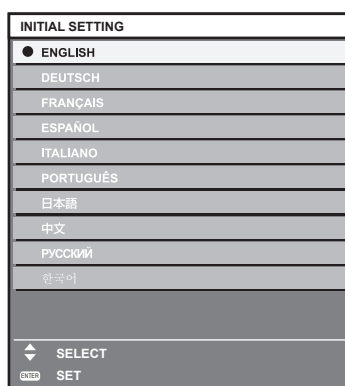 INITIAL SETTING
ENGLISH
DEUTSCH
FRANÇAIS
ESPAÑOL
ITALIANO
PORTUGUÊS
日本語
中文
РУССКИЙ
한국어
SELECT
ENTER SET